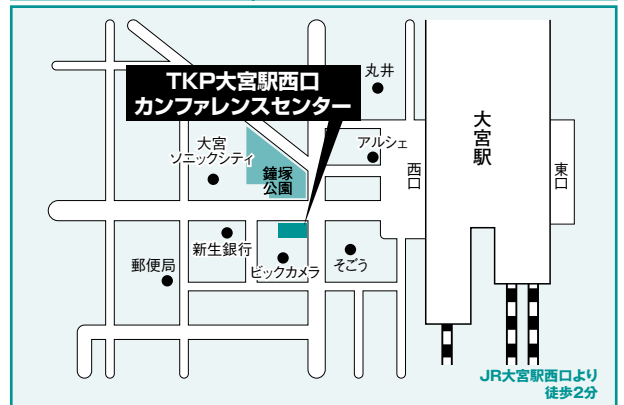 丸井
TKP大宮駅西口
カンファレンスセンター
大宮
ソニックシティ
アルシェ
鐘塚
公園
西口
大宮駅
東口
新生銀行
郵便局
ビックカメラ
そごう
JR大宮駅西口より
徒歩2分